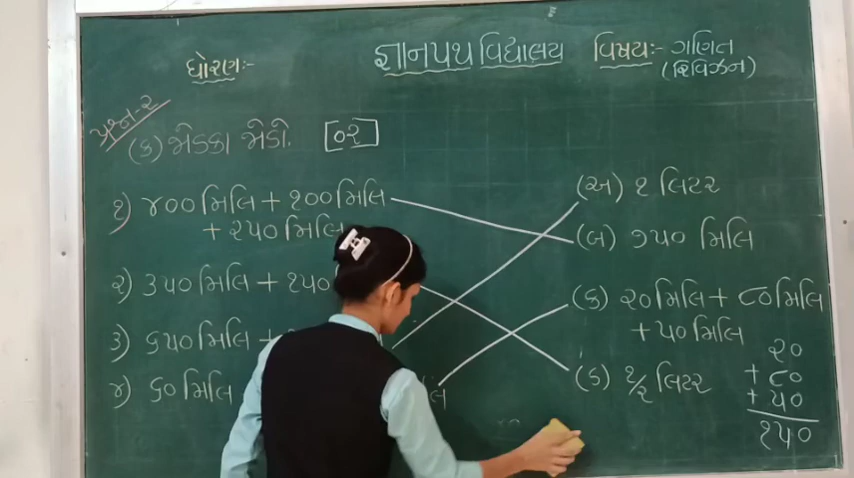 ધોરણ:- જ્ઞાનપથ વિદ્યાલય વિષય:- ગણિત
(રિવિઝન)
પ્રશ્ન-૨
(ક) જોડકા જોડો. [૦૨]
૧) ૪૦૦ મિલિ + ૧૦૦ મિલિ
+ ૨૫૦ મિલિ
૨) ૩૫૦ મિલિ + ૧૫૦
૩) ૬૫૦ મિલિ +
૪) ૬૦ મિલિ
(અ) ૧ લિટર
(બ) ૭૫૦ મિલિ
(ક) ૨૦ મિલિ + ૮૦ મિલિ
+ ૫૦ મિલિ
(ડ) ૧/૨ લિટર
૨૦
+ ૮૦
+ ૫૦
૧૫૦